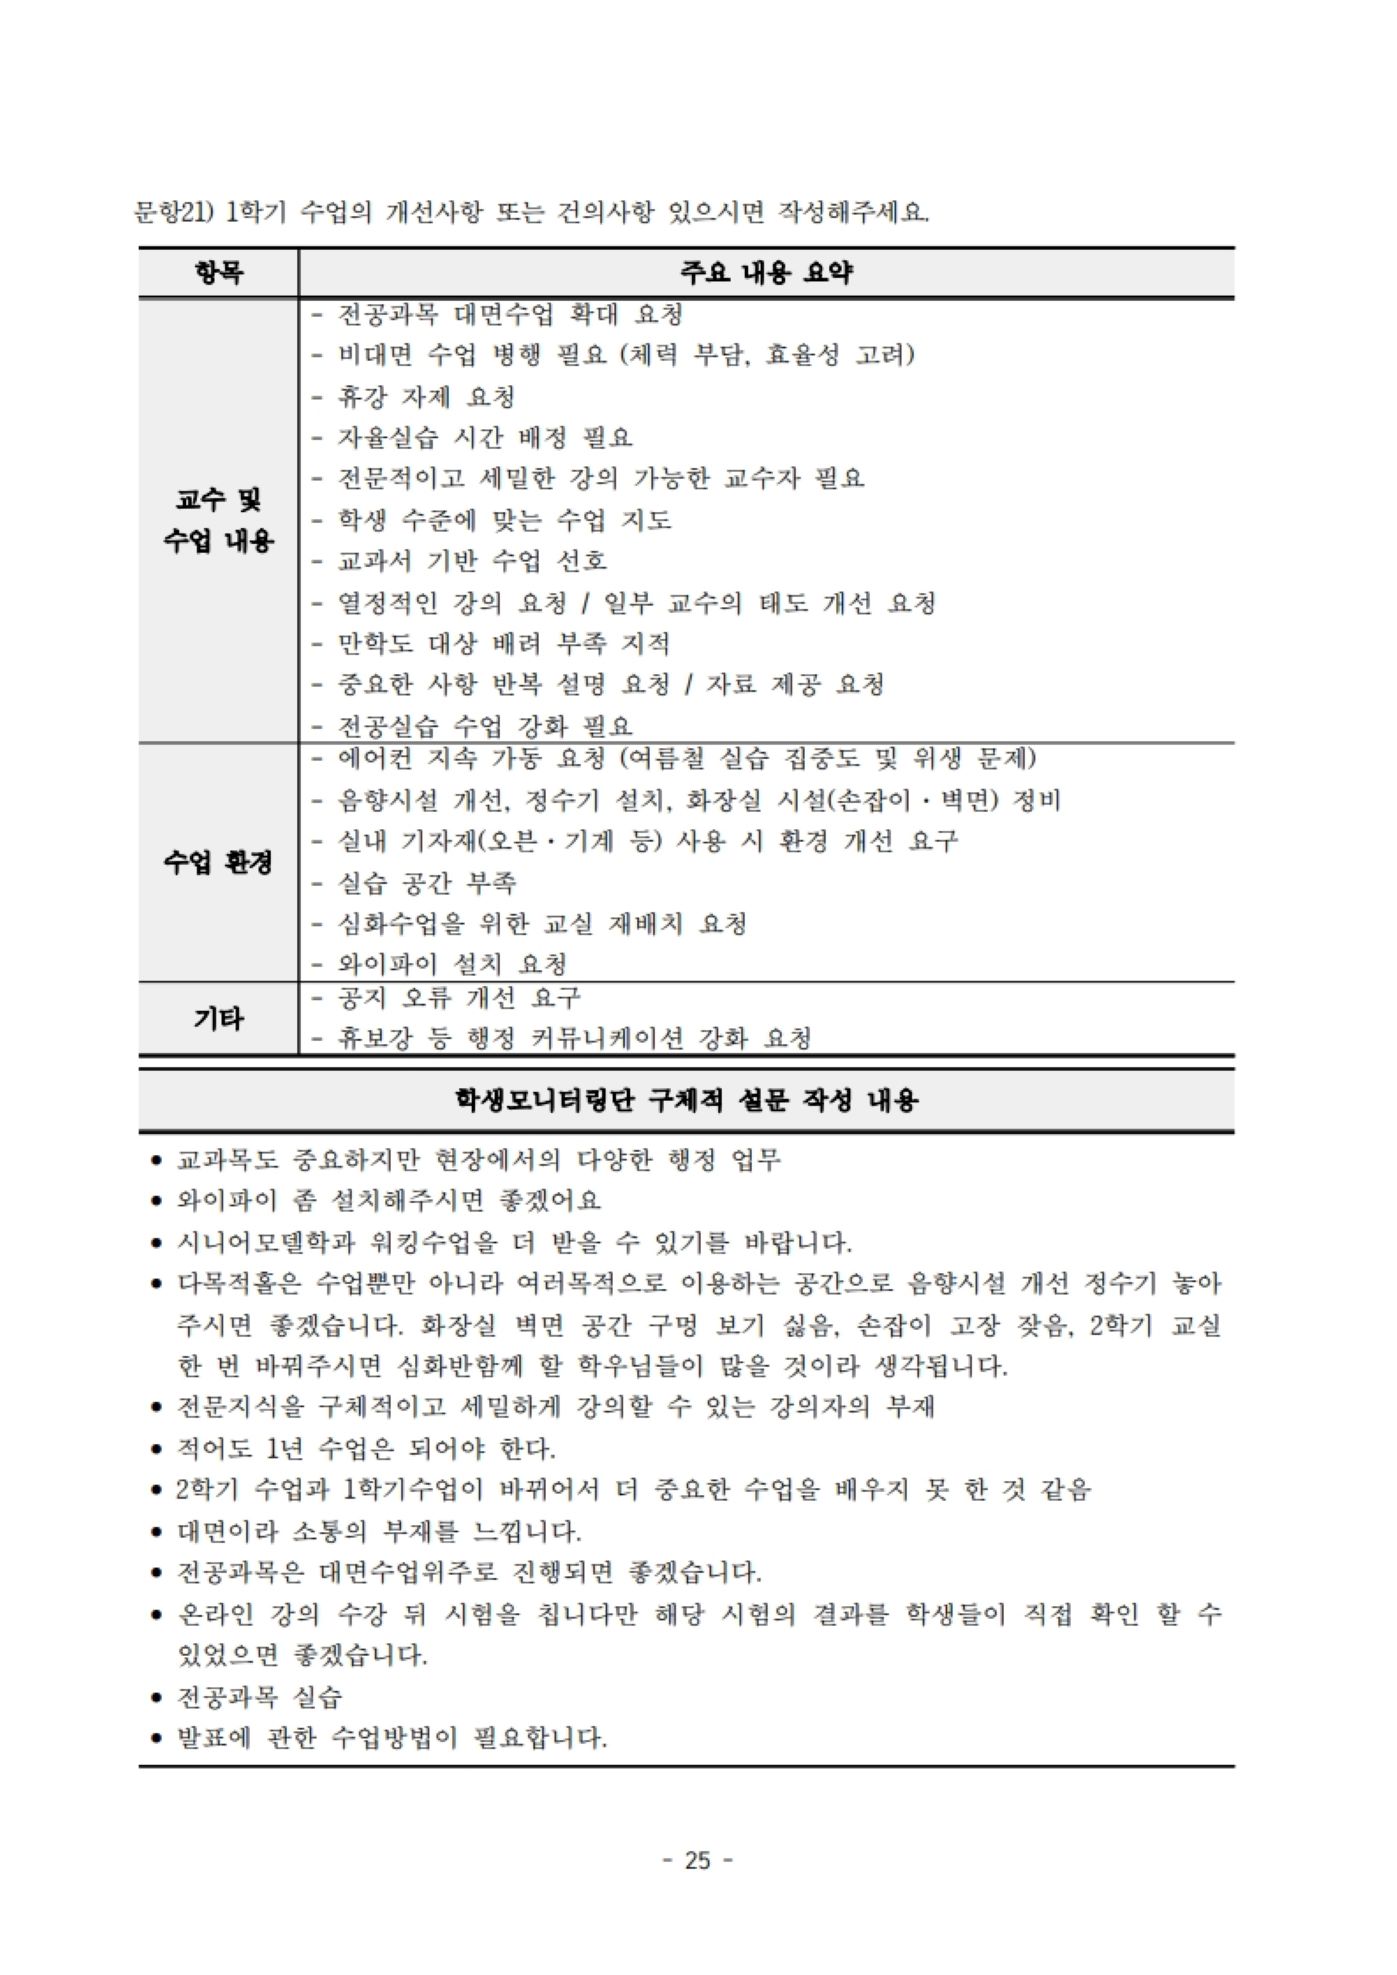 문항21) 1학기 수업의 개선사항 또는 건의사항 있으시면 작성해주세요.
항목 주요 내용 요약
교수 및
수업 내용
- 전공과목 대면수업 확대 요청
- 비대면 수업 병행 필요 (체력 부담, 효율성 고려)
- 휴강 자제 요청
- 자율실습 시간 배정 필요
- 전문적이고 세밀한 강의 가능한 교수자 필요
- 학생 수준에 맞는 수업 지도
- 교과서 기반 수업 선호
- 열정적인 강의 요청 / 일부 교수의 태도 개선 요청
- 만학도 대상 배려 부족 지적
- 중요한 사항 반복 설명 요청 / 자료 제공 요청
- 전공실습 수업 강화 필요
수업 환경
- 에어컨 지속 가동 요청 (여름철 실습 집중도 및 위생 문제)
- 음향시설 개선, 정수기 설치, 화장실 시설(손잡이·벽면) 정비
- 실내 기자재(오븐·기계 등) 사용 시 환경 개선 요구
- 실습 공간 부족
- 심화수업을 위한 교실 재배치 요청
- 와이파이 설치 요청
기타
- 공지 오류 개선 요구
- 휴보강 등 행정 커뮤니케이션 강화 요청
학생모니터링단 구체적 설문 작성 내용
• 교과목도 중요하지만 현장에서의 다양한 행정 업무
• 와이파이 좀 설치해주시면 좋겠어요
• 시니어모델학과 워킹수업을 더 받을 수 있기를 바랍니다.
• 다목적홀은 수업뿐만 아니라 여러목적으로 이용하는 공간으로 음향시설 개선 정수기 놓아
주시면 좋겠습니다. 화장실 벽면 공간 구멍 보기 싫음, 손잡이 고장 잦음, 2학기 교실
한 번 바꿔주시면 심화반함께 할 학우님들이 많을 것이라 생각됩니다.
• 전문지식을 구체적이고 세밀하게 강의할 수 있는 강의자의 부재
• 적어도 1년 수업은 되어야 한다.
• 2학기 수업과 1학기수업이 바뀌어서 더 중요한 수업을 배우지 못 한 것 같음
• 대면이라 소통의 부재를 느낍니다.
• 전공과목은 대면수업위주로 진행되면 좋겠습니다.
• 온라인 강의 수강 뒤 시험을 칩니다만 해당 시험의 결과를 학생들이 직접 확인 할 수
있었으면 좋겠습니다.
• 전공과목 실습
• 발표에 관한 수업방법이 필요합니다.
- 25 -